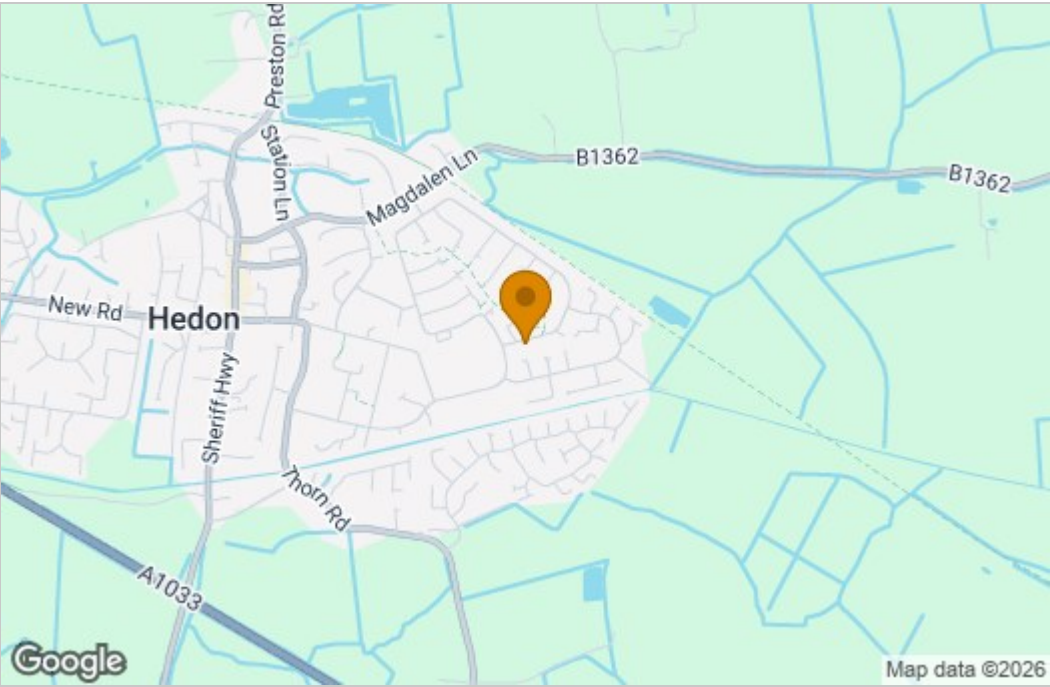 Preston Rd
Station Ln
Magdalen Ln
B1362
B1362
New Rd
Hedon
Sheriff Hwy
Thorn Rd
A1033
Google
Map data ©2026